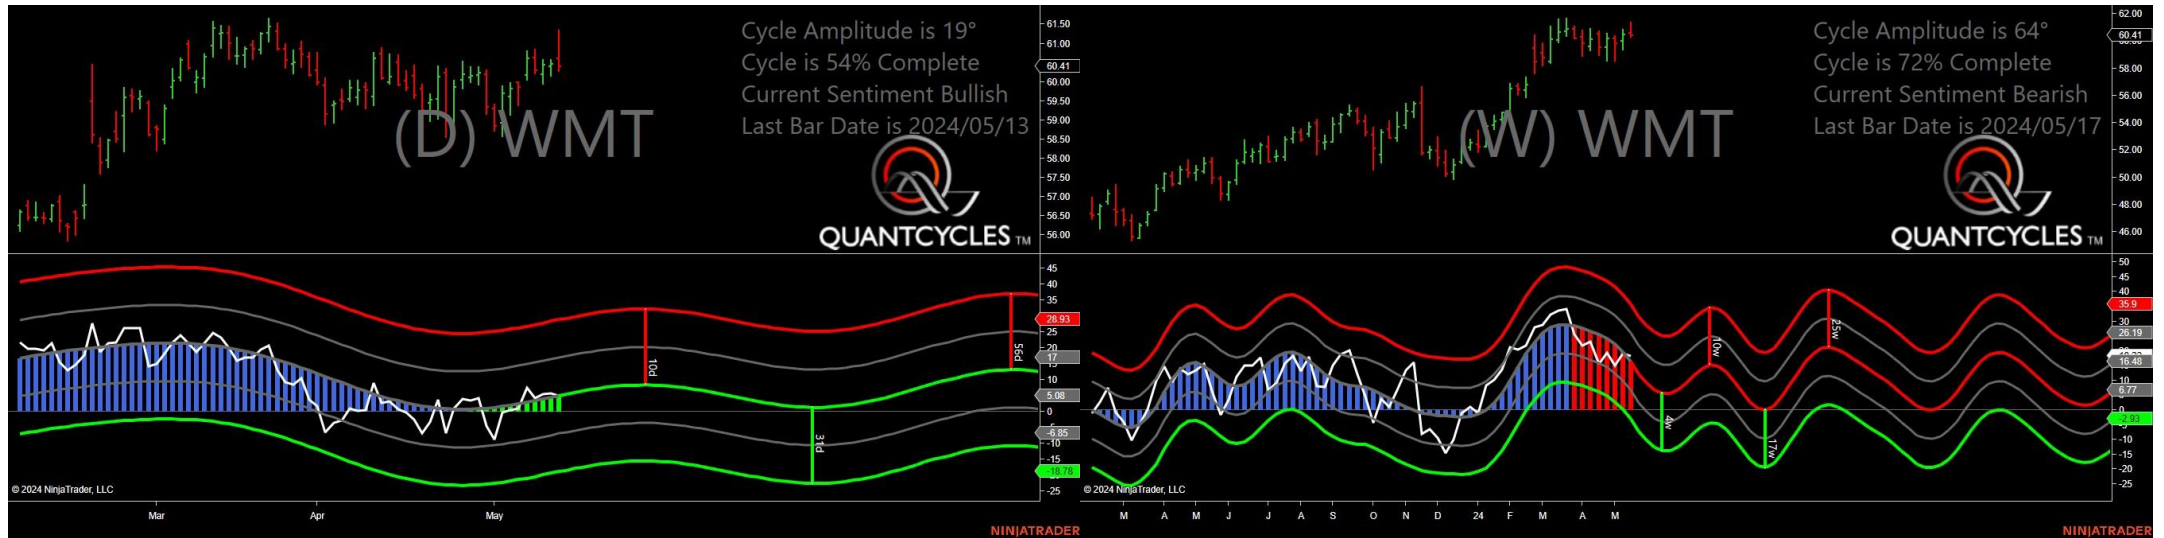 Cycle Amplitude is 19°
Cycle is 54% Complete
Current Sentiment Bullish
Last Bar Date is 2024/05/13
(D) WMT
QUANTCYCLES TM
61.50
61.00
60.41
60.00
59.50
59.00
58.50
58.00
57.50
57.00
56.50
56.00
45
40
35
28.93
25
20
17
15
10
5.08
0
-6.85
-10
-15
-18.78
-25
10d
31d
56d
© 2024 NinjaTrader, LLC
Mar
Apr
May
NINJATRADER
Cycle Amplitude is 64°
Cycle is 72% Complete
Current Sentiment Bearish
Last Bar Date is 2024/05/17
(W) WMT
QUANTCYCLES TM
62.00
60.41
58.00
56.00
54.00
52.00
50.00
48.00
46.00
50
45
40
35.9
30
26.19
16.48
10
6.77
0
-2.93
-10
-15
-20
-25
4w
10w
17w
25w
© 2024 NinjaTrader, LLC
M A M J J A S O N D 24 F M A M
NINJATRADER